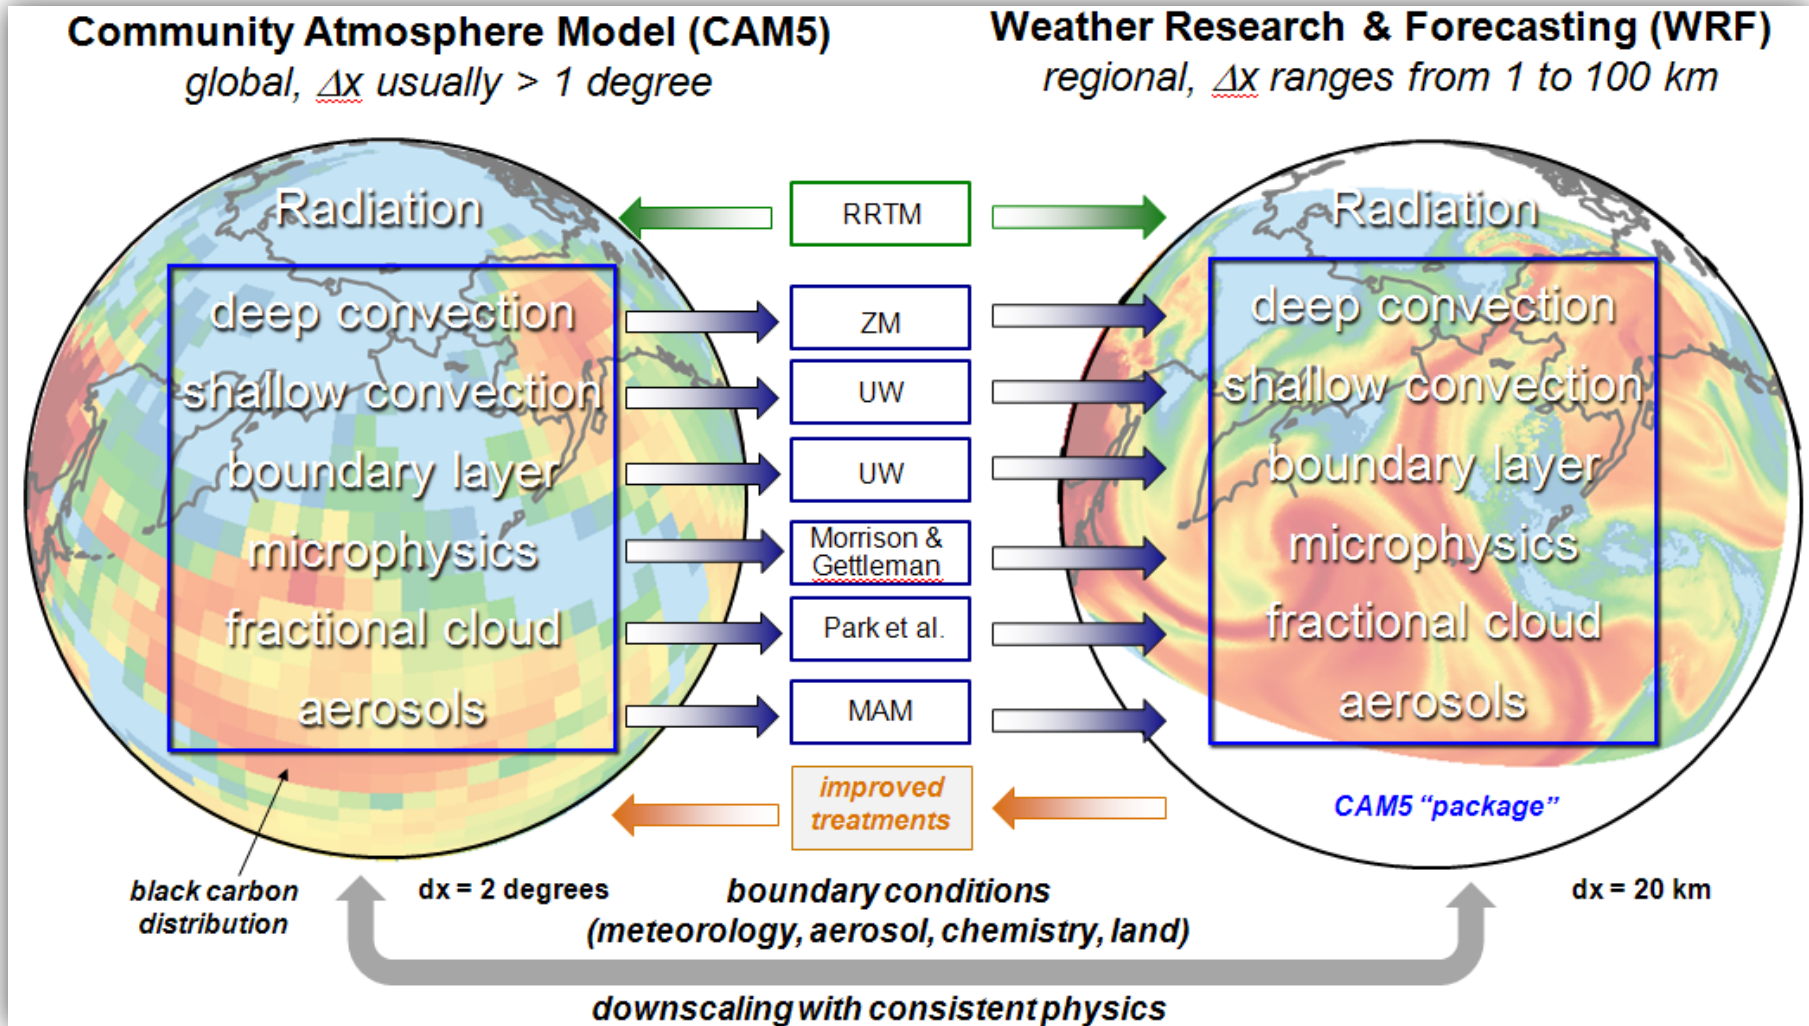 Community Atmosphere Model (CAM5)
global, Δx usually > 1 degree
Weather Research & Forecasting (WRF)
regional, Δx ranges from 1 to 100 km
Radiation
deep convection
shallow convection
boundary layer
microphysics
fractional cloud
aerosols
RRTM
ZM
UW
UW
Morrison &
Gettleman
Park et al.
MAM
improved
treatments
Radiation
deep convection
shallow convection
boundary layer
microphysics
fractional cloud
aerosols
CAM5 “package”
black carbon
distribution
dx = 2 degrees
boundary conditions
(meteorology, aerosol, chemistry, land)
dx = 20 km
downscaling with consistent physics